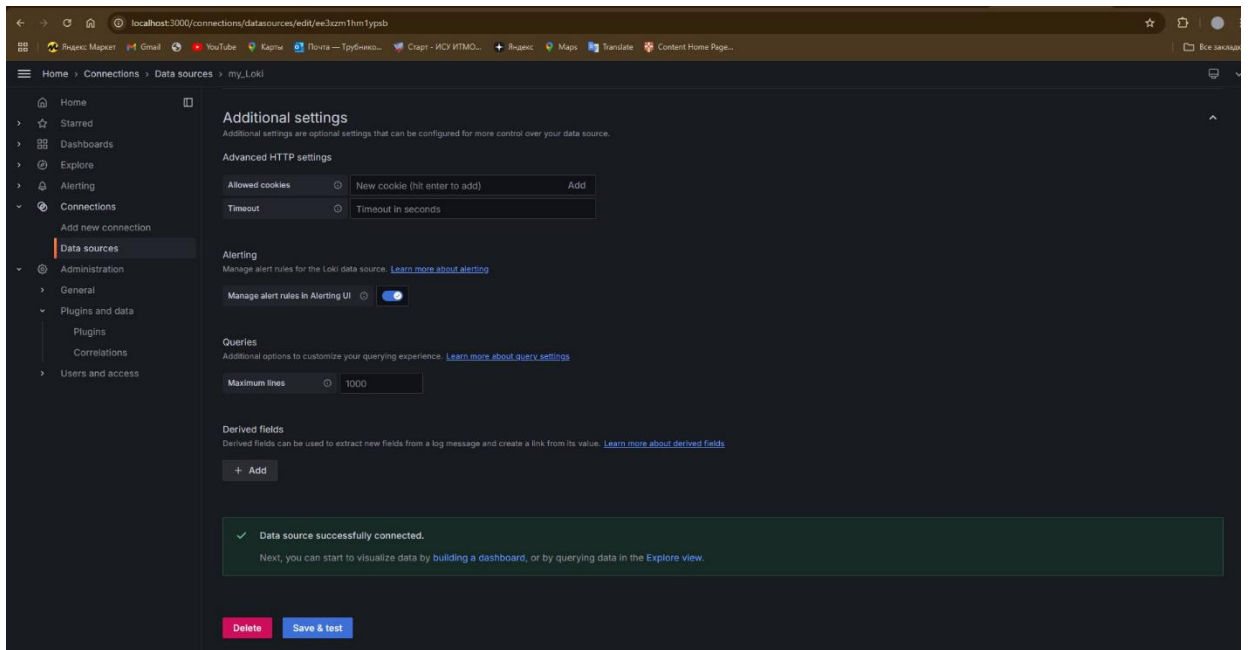 localhost:3000/connections/datasources/edit/ee3xzm1hm1ypsb
Яндекс Маркет Gmail YouTube Карты Почта — Трубнико... Старт - ИСУ ИТМО... Яндекс Maps Translate Content Home Page...
Все закладки
Home › Connections › Data sources › my_Loki
Home
Starred
Dashboards
Explore
Alerting
Connections
Add new connection
Data sources
Administration
General
Plugins and data
Plugins
Correlations
Users and access
Additional settings
Additional settings are optional settings that can be configured for more control over your data source.
Advanced HTTP settings
Allowed cookies New cookie (hit enter to add) Add
Timeout Timeout in seconds
Alerting
Manage alert rules for the Loki data source. Learn more about alerting
Manage alert rules in Alerting UI
Queries
Additional options to customize your querying experience. Learn more about query settings
Maximum lines 1000
Derived fields
Derived fields can be used to extract new fields from a log message and create a link from its value. Learn more about derived fields
+ Add
Data source successfully connected.
Next, you can start to visualize data by building a dashboard, or by querying data in the Explore view.
Delete Save & test